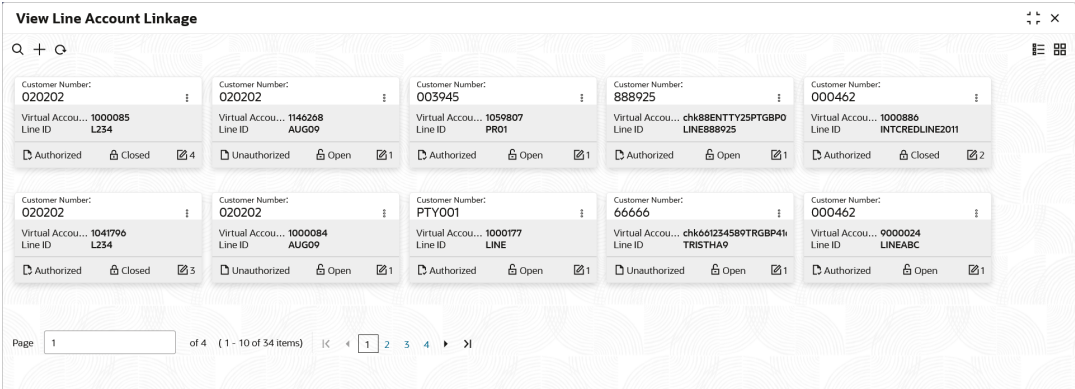 View Line Account Linkage
Customer Number:
020202
Virtual Accou... 1000085
Line ID L234
Authorized Closed 4
Customer Number:
020202
Virtual Accou... 1146268
Line ID AUG09
Unauthorized Open 1
Customer Number:
003945
Virtual Accou... 1059807
Line ID PR01
Authorized Open 1
Customer Number:
888925
Virtual Accou... chk88ENTTY25PTGBP0
Line ID LINE888925
Authorized Open 1
Customer Number:
000462
Virtual Accou... 1000886
Line ID INTCREDLINE2011
Authorized Closed 2
Customer Number:
020202
Virtual Accou... 1041796
Line ID L234
Authorized Closed 3
Customer Number:
020202
Virtual Accou... 1000084
Line ID AUG09
Unauthorized Open 1
Customer Number:
PTY001
Virtual Accou... 1000177
Line ID LINE
Authorized Open 1
Customer Number:
66666
Virtual Accou... chk661234589TRGBP41
Line ID TRISTHA9
Unauthorized Open 1
Customer Number:
000462
Virtual Accou... 9000024
Line ID LINEABC
Authorized Open 1
Page 1 of 4 (1 - 10 of 34 items) 1 2 3 4